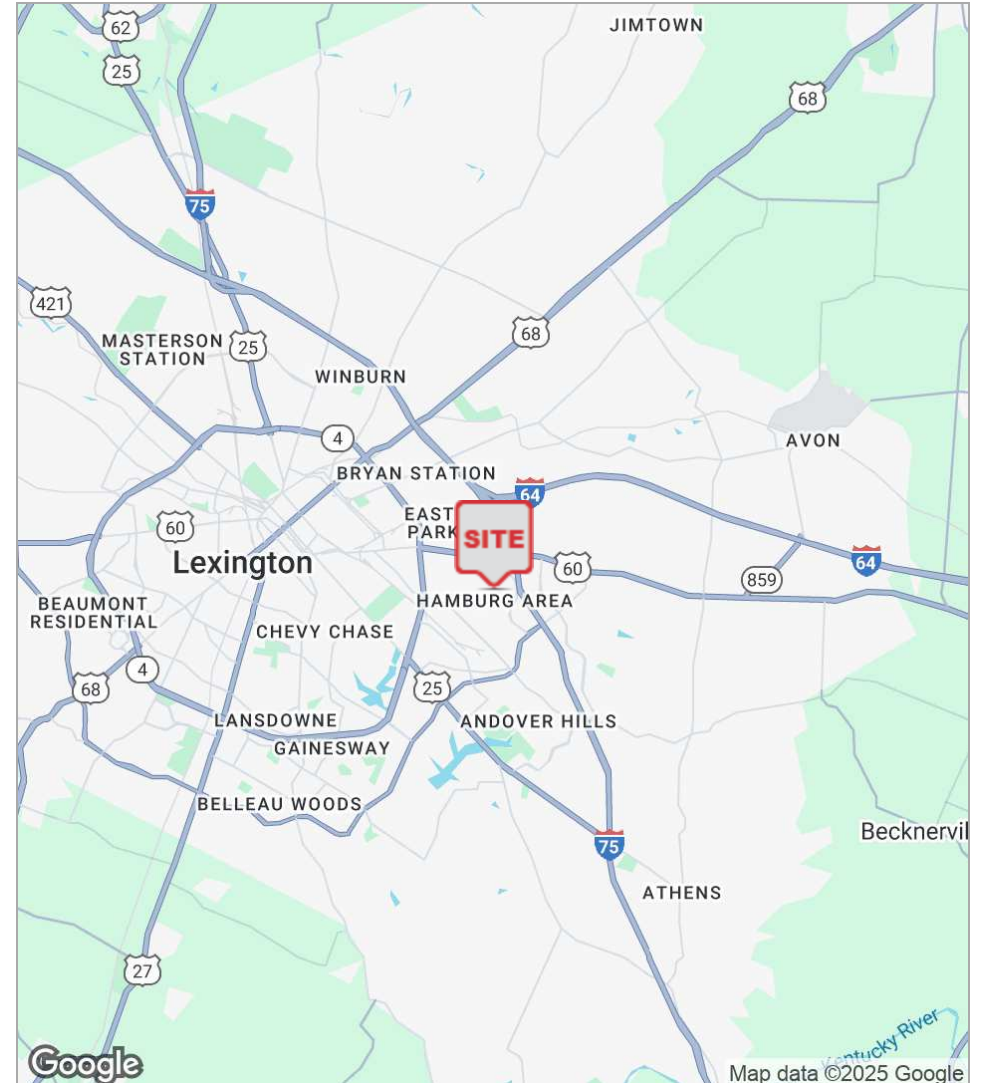 62
JIMTOWN
25
68
75
421
68
MASTERSON
STATION
25
WINBURN
4
AVON
BRYAN STATION
64
EAST
PARK
SITE
60
Lexington
60
64
859
BEAUMONT
RESIDENTIAL
HAMBURG AREA
CHEVY CHASE
4
68
25
LANSDOWNE
ANDOVER HILLS
GAINESWAY
BELLEAU WOODS
Becknervil
75
ATHENS
27
Kentucky River
Google
Map data ©2025 Google